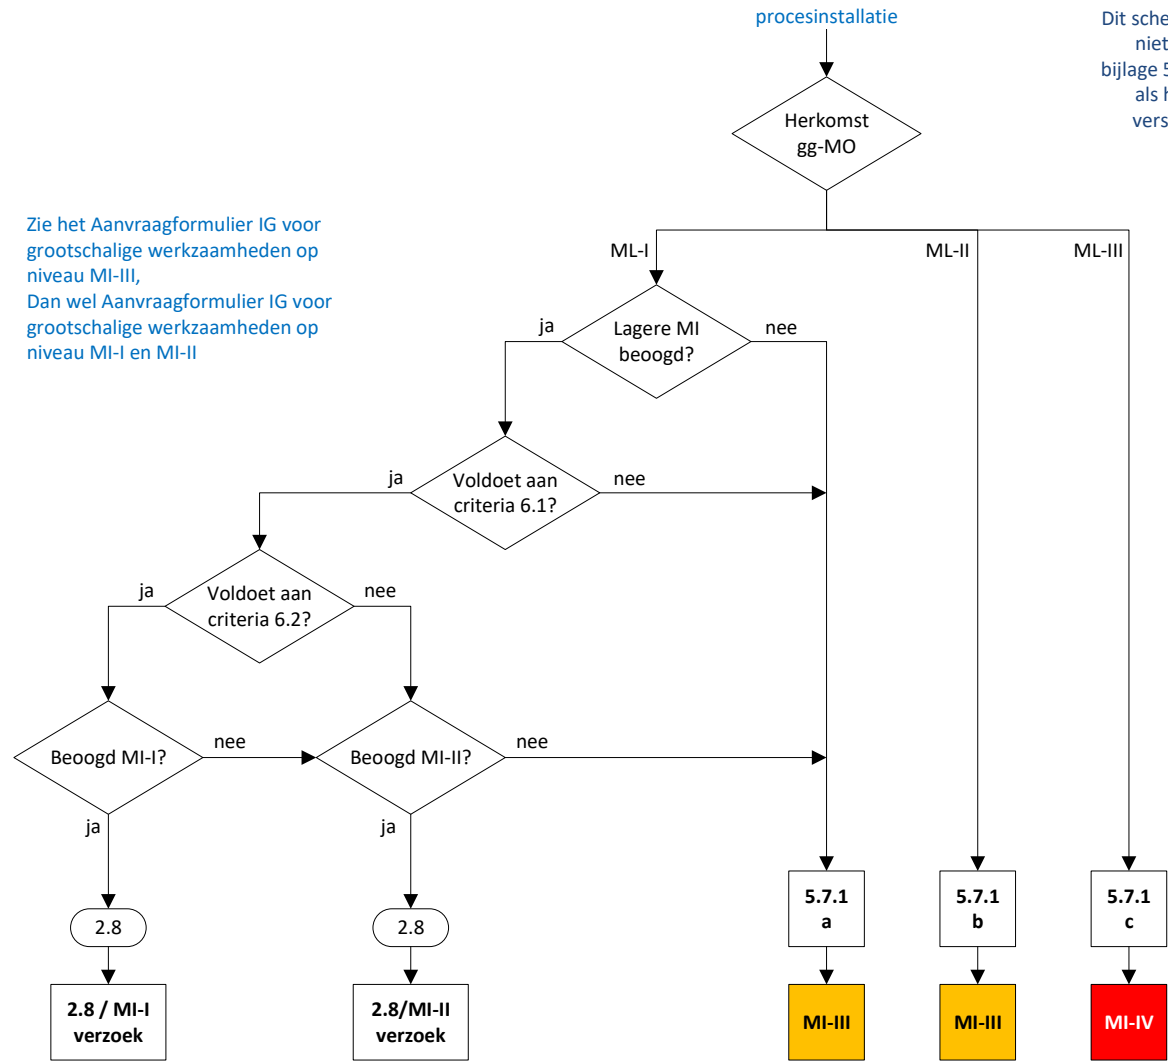 procesinstallatie
Dit sche
niet
bijlage 5
als h
vers
Herkomst
gg-MO
Zie het Aanvraagformulier IG voor
grootschalige werkzaamheden op
niveau MI-III,
Dan wel Aanvraagformulier IG voor
grootschalige werkzaamheden op
niveau MI-I en MI-II
ML-I
ML-II
ML-III
ja
Lagere MI
beoogd?
nee
ja
Voldoet aan
criteria 6.1?
nee
ja
Voldoet aan
criteria 6.2?
nee
Beoogd MI-I?
nee
Beoogd MI-II?
nee
ja
ja
2.8
2.8
5.7.1
a
5.7.1
b
5.7.1
c
2.8 / MI-I
verzoek
2.8/MI-II
verzoek
MI-III
MI-III
MI-IV